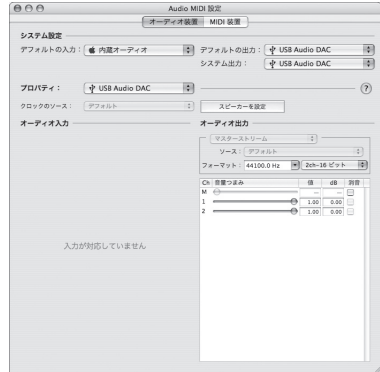 Audio MIDI 設定
オーディオ装置 MIDI 装置
システム設定
デフォルトの入力： 内蔵オーディオ
デフォルトの出力： USB Audio DAC
システム出力： USB Audio DAC
プロパティ： USB Audio DAC
?
クロックのソース： デフォルト
スピーカーを設定
オーディオ入力
入力が対応していません
オーディオ出力
マスターストリーム
ソース： デフォルト
フォーマット： 44100.0 Hz 2ch-16 ビット
Ch 音量つまみ 値 dB 消音
M -- --
1 1.00 0.00
2 1.00 0.00